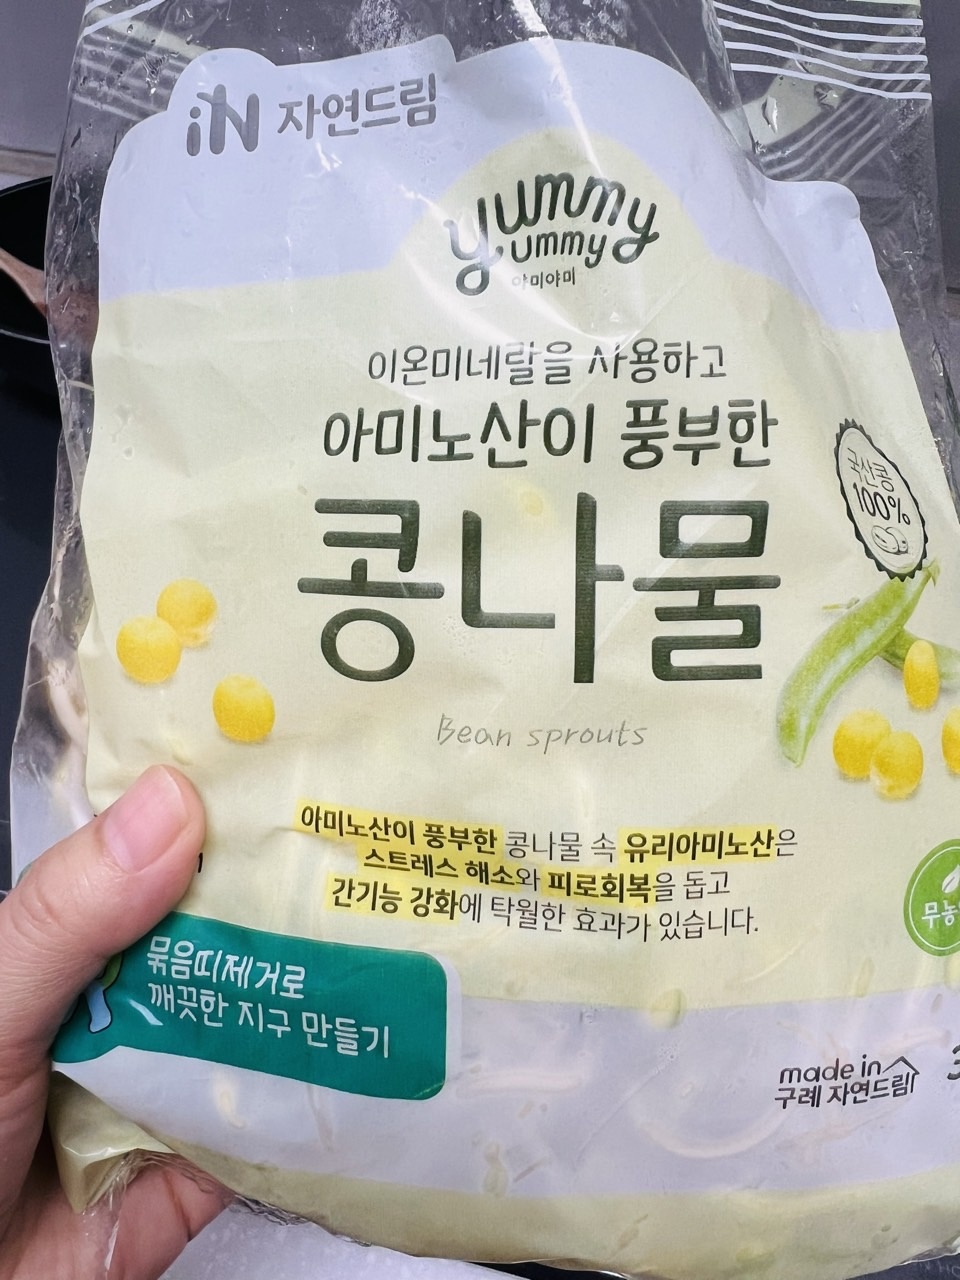 iN 자연드림
yummy
yummy
야미야미
이온미네랄을 사용하고
아미노산이 풍부한
콩나물
국산콩
100%
Bean sprouts
아미노산이 풍부한 콩나물 속 유리아미노산은
스트레스 해소와 피로회복을 돕고
간기능 강화에 탁월한 효과가 있습니다.
묶음띠제거로
깨끗한 지구 만들기
made in
구례 자연드림